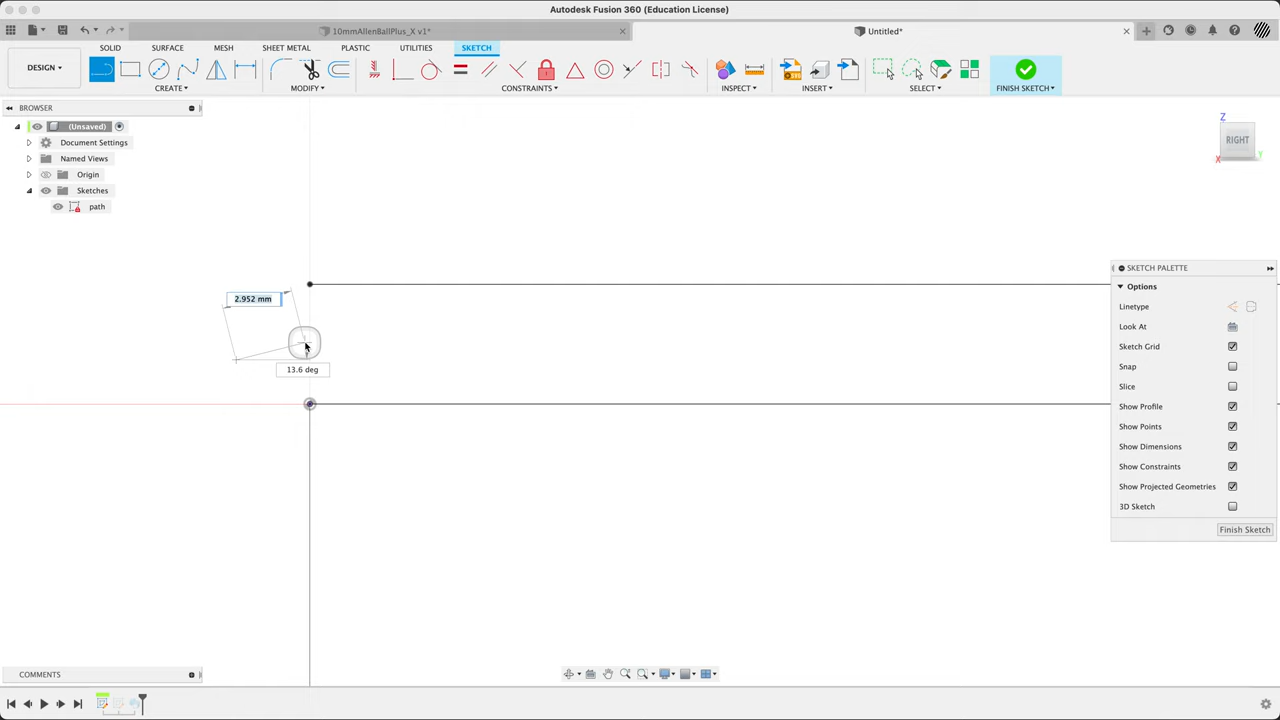 Autodesk Fusion 360 (Education License)
10mmAllenBallPlus_X v1*
Untitled*
SOLID
SURFACE
MESH
SHEET METAL
PLASTIC
UTILITIES
SKETCH
DESIGN
CREATE
MODIFY
CONSTRAINTS
INSPECT
INSERT
SELECT
FINISH SKETCH
BROWSER
(Unsaved)
Document Settings
Named Views
Origin
Sketches
path
Z
RIGHT
X
Y
2.952 mm
13.6 deg
SKETCH PALETTE
Options
Linetype
Look At
Sketch Grid
Snap
Slice
Show Profile
Show Points
Show Dimensions
Show Constraints
Show Projected Geometries
3D Sketch
Finish Sketch
COMMENTS